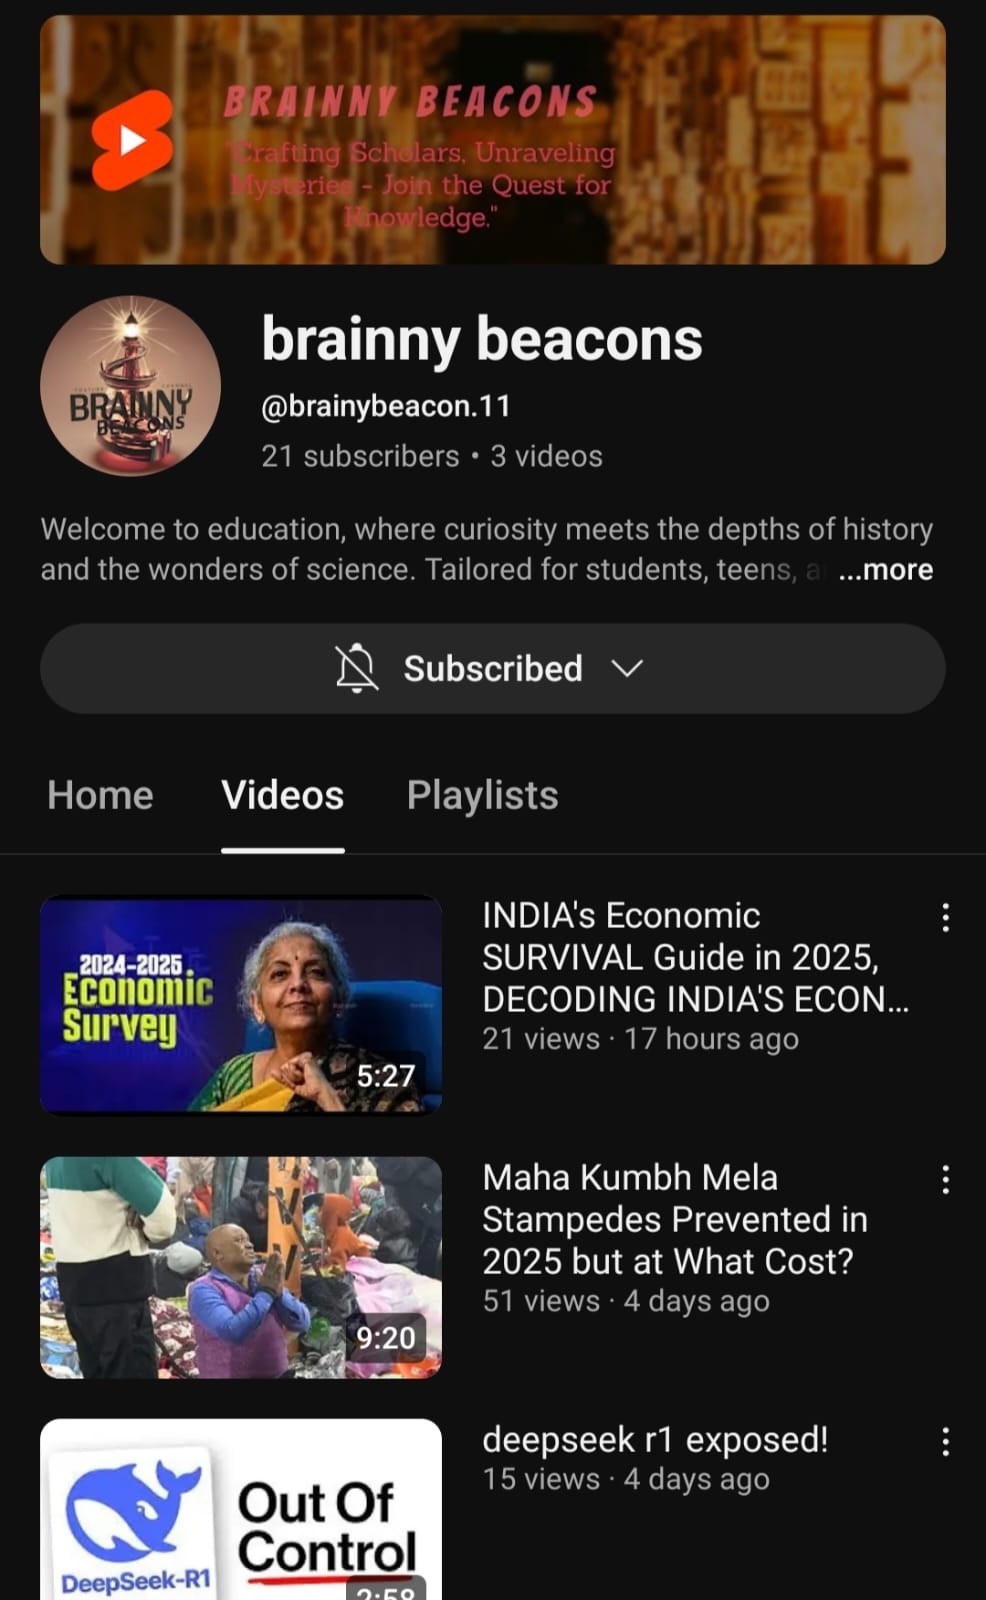 BRAINNY BEACONS
"Crafting Scholars, Unraveling
Mysteries - Join the Quest for
Knowledge."
BRAINNY
BEACONS
brainny beacons
@brainybeacon.11
21 subscribers • 3 videos
Welcome to education, where curiosity meets the depths of history
and the wonders of science. Tailored for students, teens, ...more
Subscribed
Home Videos Playlists
2024-2025
Economic
Survey
5:27
INDIA's Economic
SURVIVAL Guide in 2025,
DECODING INDIA'S ECON...
21 views · 17 hours ago
9:20
Maha Kumbh Mela
Stampedes Prevented in
2025 but at What Cost?
51 views · 4 days ago
DeepSeek-R1
Out Of
Control
2:58
deepseek r1 exposed!
15 views · 4 days ago